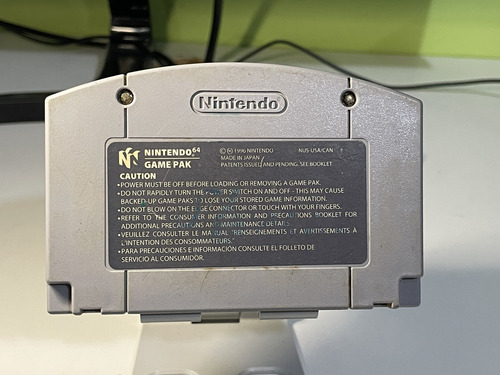 Nintendo
NINTENDO 64
GAME PAK
© ℗ 1996 NINTENDO NUS-USA/CAN
MADE IN JAPAN
PATENTS ISSUED AND PENDING. SEE BOOKLET
CAUTION
•POWER MUST BE OFF BEFORE LOADING OR REMOVING A GAME PAK.
•DO NOT RAPIDLY TURN THE POWER SWITCH ON AND OFF - THIS MAY CAUSE
BACKED-UP GAME PAKS TO LOSE YOUR STORED GAME INFORMATION.
•DO NOT BLOW ON THE EDGE CONNECTOR OR TOUCH WITH YOUR FINGERS.
•REFER TO THE CONSUMER INFORMATION AND PRECAUTIONS BOOKLET FOR
ADDITIONAL PRECAUTIONS AND MAINTENANCE DETAILS.
•VEUILLEZ CONSULTER LE MANUAL "RENSEIGNEMENTS ET AVERTISSEMENTS À
L'INTENTION DES CONSOMMATEURS."
•PARA PRECAUCIONES E INFORMACIÓN CONSULTE EL FOLLETO DE
SERVICIO AL CONSUMIDOR.